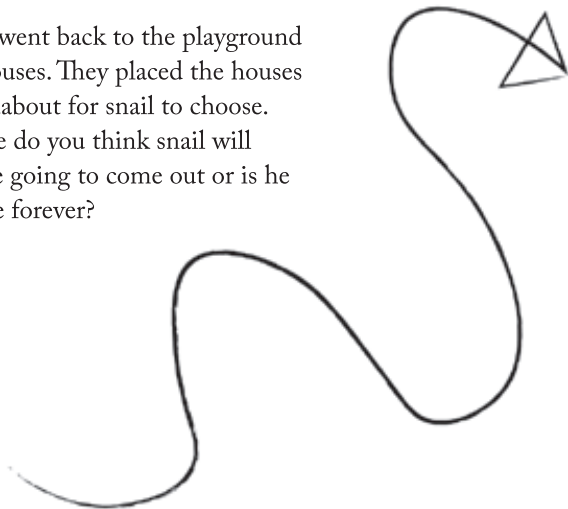 went back to the playground
uses. They placed the houses
about for snail to choose.
do you think snail will
going to come out or is he
forever?